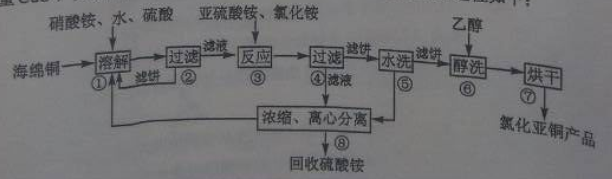 硝酸铵、水、硫酸
亚硫酸铵、氯化铵
乙醇
海绵铜
溶解
过滤
滤液
反应
过滤
滤饼
水洗
滤饼
醇洗
烘干
①
滤饼
②
③
④
滤液
⑤
⑥
⑦
浓缩、离心分离
氯化亚铜产品
⑧
回收硫酸铵